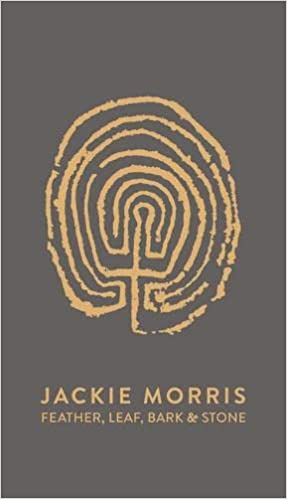 JACKIE MORRIS
FEATHER, LEAF, BARK & STONE